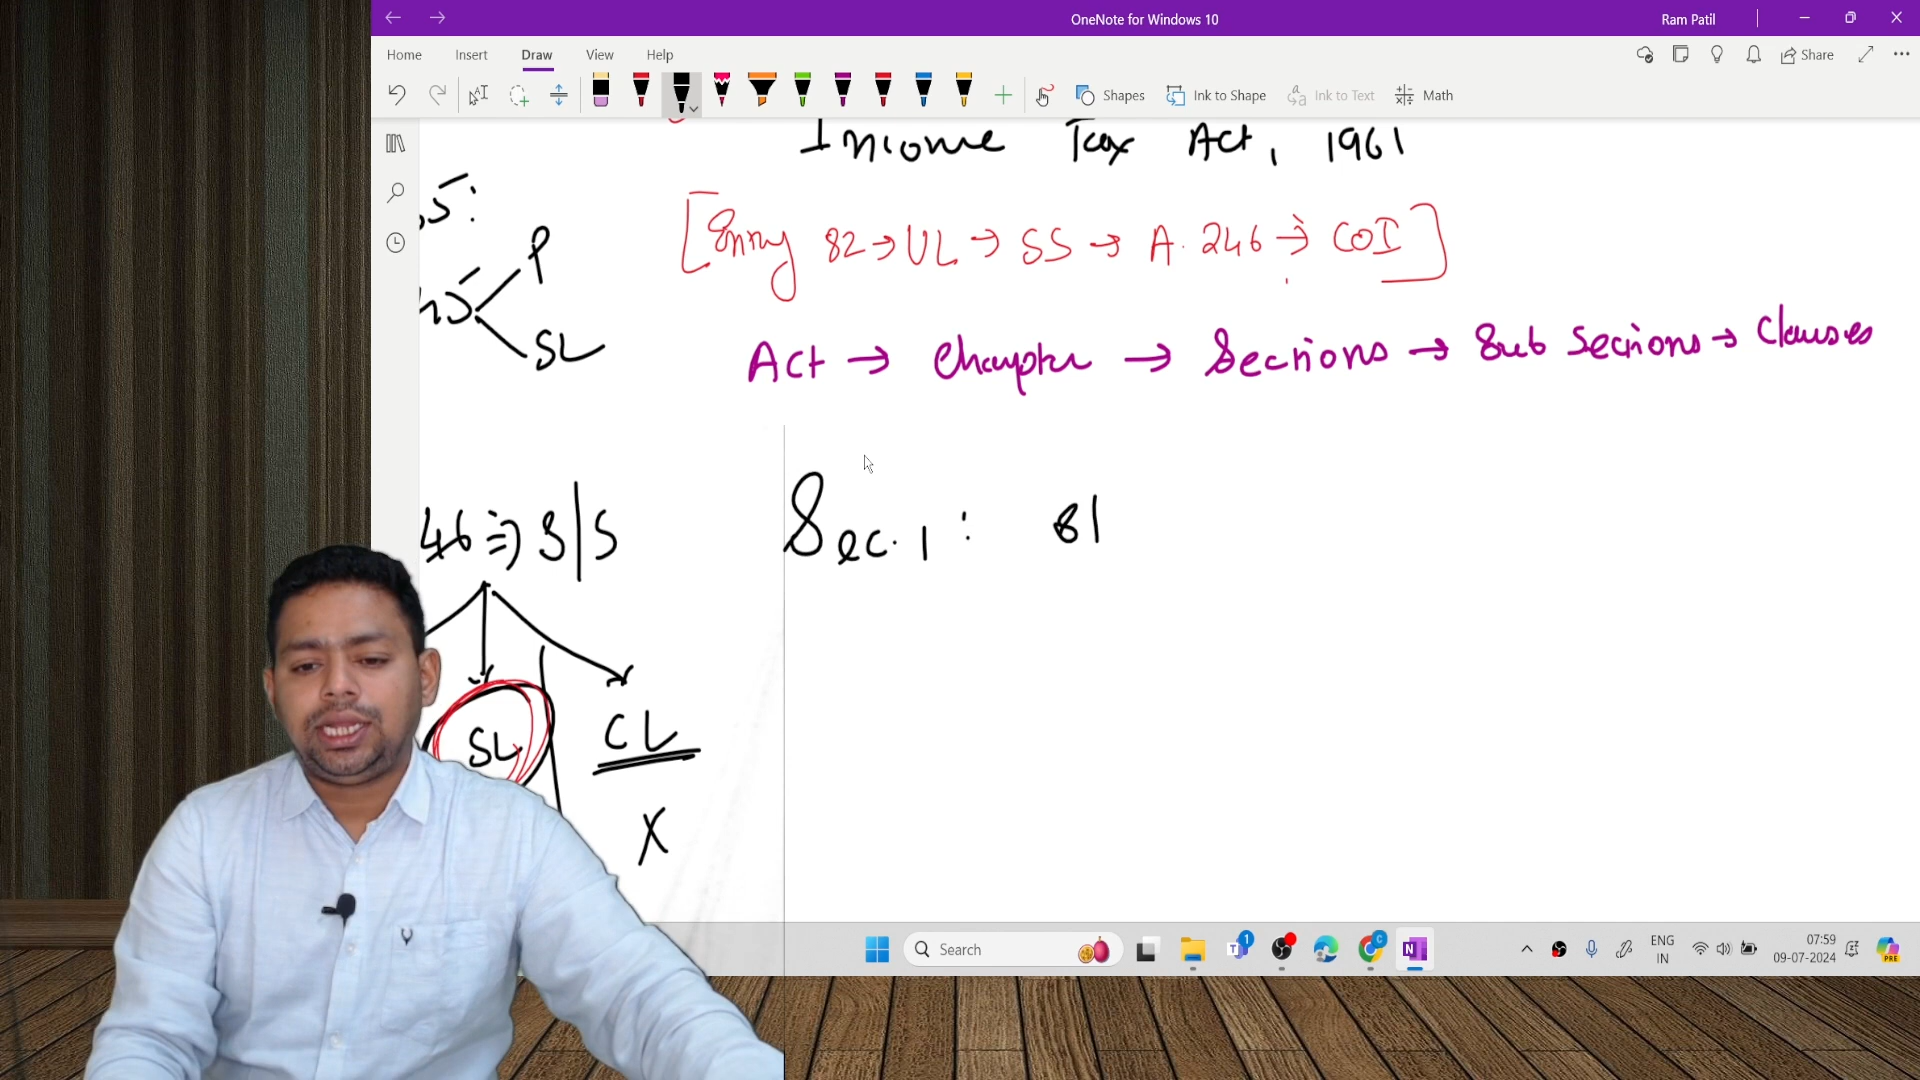 OneNote for Windows 10
Ram Patil
Home Insert Draw View Help
Share
Shapes
Ink to Shape
Ink to Text
Math
Income Tax Act, 1961
[Entry 82 → UL → SS → A. 246 → COI]
Act → Chapter → Sections → Sub Sections → Clauses
P
SL
46 ⇒ S|S
SL
CL
X
Sec. 1 :
Search
1
C
N
ENG
IN
07:59
09-07-2024
PRE